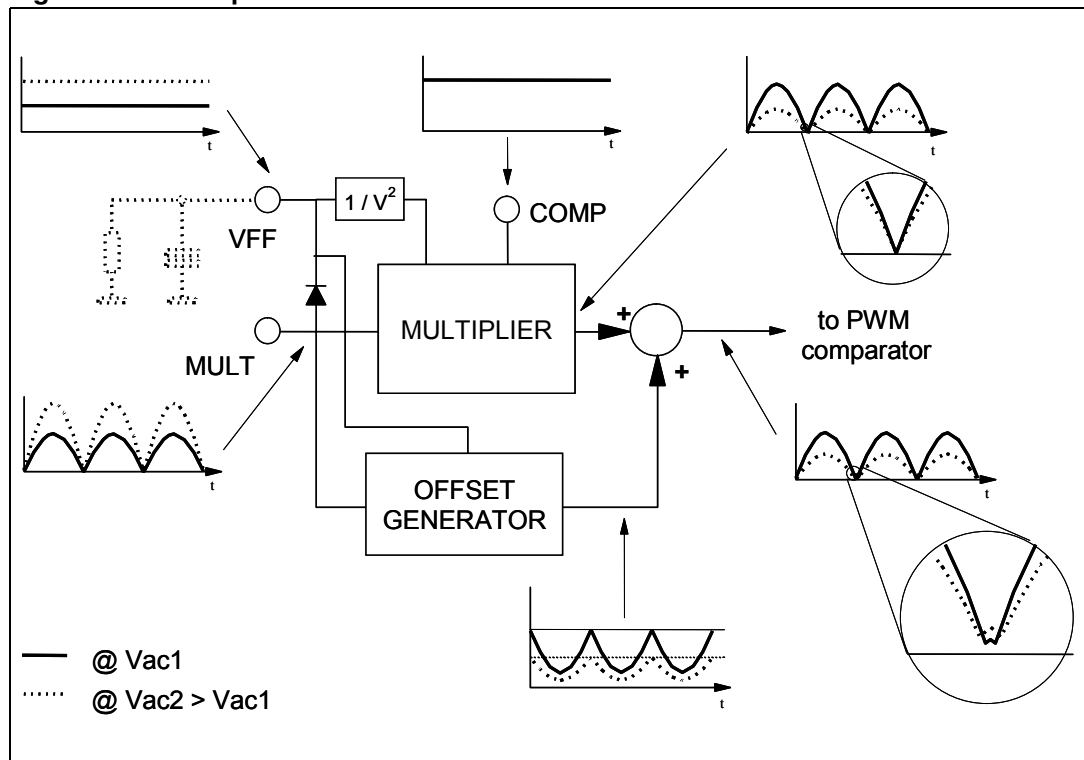 t
t
t
1 / V²
COMP
VFF
MULTIPLIER
+
to PWM
comparator
MULT
+
t
t
OFFSET
GENERATOR
@ Vac1
t
@ Vac2 > Vac1